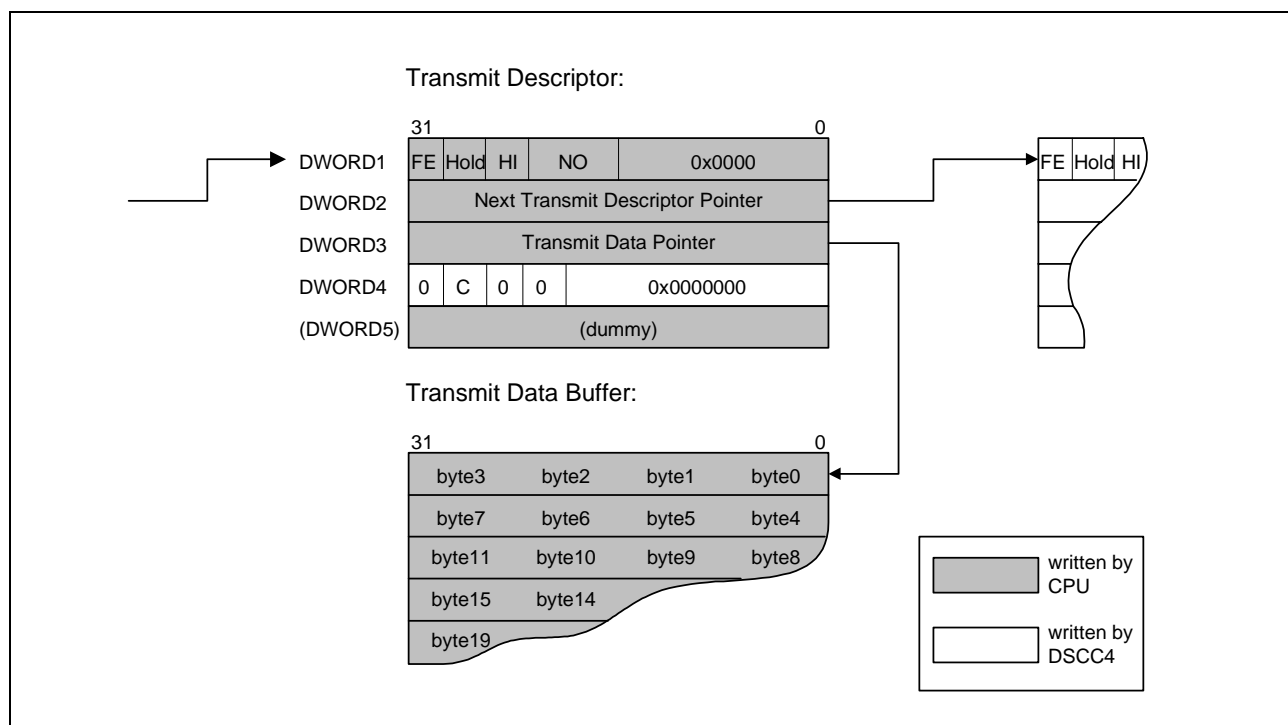 Transmit Descriptor:
31 0
DWORD1 FE Hold HI NO 0x0000 FE Hold HI
DWORD2 Next Transmit Descriptor Pointer
DWORD3 Transmit Data Pointer
DWORD4 0 C 0 0 0x0000000
(DWORD5) (dummy)
Transmit Data Buffer:
31 0
byte3 byte2 byte1 byte0
byte7 byte6 byte5 byte4
byte11 byte10 byte9 byte8
byte15 byte14
byte19
written by
CPU
written by
DSCC4